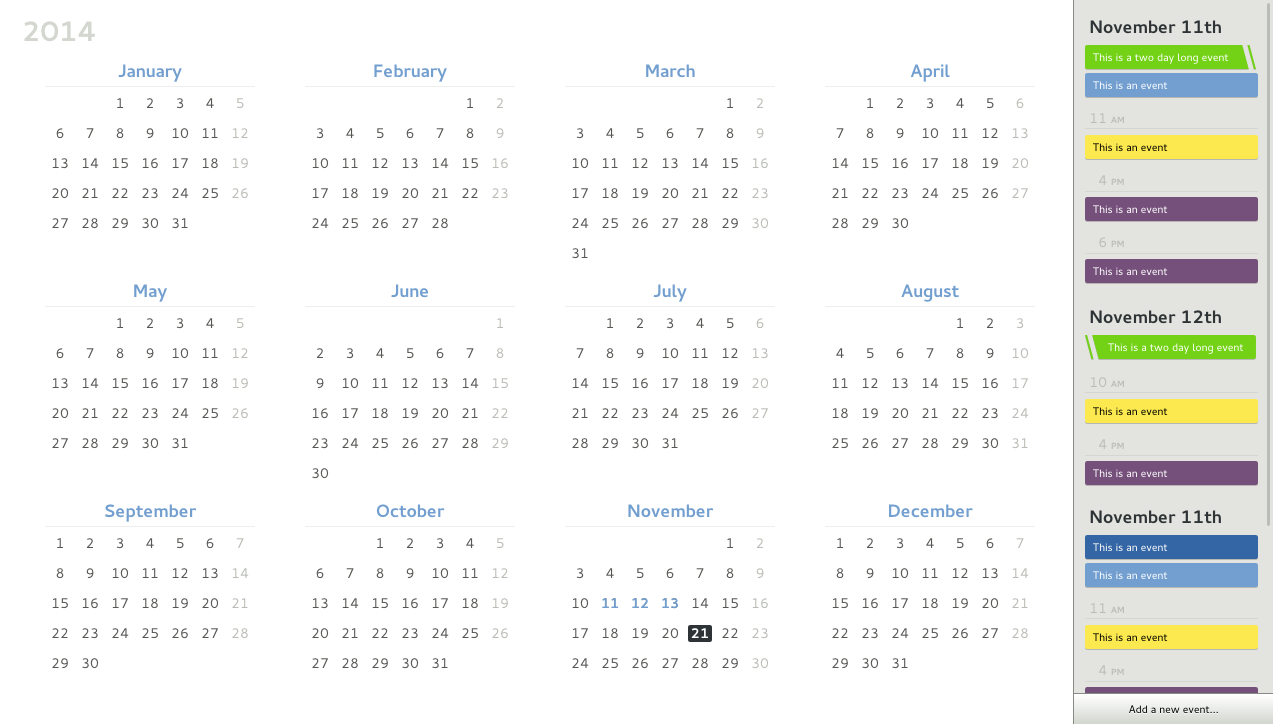 2014
January February March April
1 2 3 4 5 1 2 1 2 1 2 3 4 5 6
6 7 8 9 10 11 12 3 4 5 6 7 8 9 3 4 5 6 7 8 9 7 8 9 10 11 12 13
13 14 15 16 17 18 19 10 11 12 13 14 15 16 10 11 12 13 14 15 16 14 15 16 17 18 19 20
20 21 22 23 24 25 26 17 18 19 20 21 22 23 17 18 19 20 21 22 23 21 22 23 24 25 26 27
27 28 29 30 31 24 25 26 27 28 24 25 26 27 28 29 30 28 29 30
31
May June July August
1 2 3 4 5 1 1 2 3 4 5 6 1 2 3
6 7 8 9 10 11 12 2 3 4 5 6 7 8 7 8 9 10 11 12 13 4 5 6 7 8 9 10
13 14 15 16 17 18 19 9 10 11 12 13 14 15 14 15 16 17 18 19 20 11 12 13 14 15 16 17
20 21 22 23 24 25 26 16 17 18 19 20 21 22 21 22 23 24 25 26 27 18 19 20 21 22 23 24
27 28 29 30 31 23 24 25 26 27 28 29 28 29 30 31 25 26 27 28 29 30 31
30
September October November December
1 2 3 4 5 6 7 1 2 3 4 5 1 2 1 2 3 4 5 6 7
8 9 10 11 12 13 14 6 7 8 9 10 11 12 3 4 5 6 7 8 9 8 9 10 11 12 13 14
15 16 17 18 19 20 21 13 14 15 16 17 18 19 10 11 12 13 14 15 16 15 16 17 18 19 20 21
22 23 24 25 26 27 28 20 21 22 23 24 25 26 17 18 19 20 21 22 23 22 23 24 25 26 27 28
29 30 27 28 29 30 31 24 25 26 27 28 29 30 29 30 31
November 11th
This is a two day long event
This is an event
11 AM
This is an event
4 PM
This is an event
6 PM
This is an event
November 12th
This is a two day long event
10 AM
This is an event
4 PM
This is an event
November 11th
This is an event
This is an event
11 AM
This is an event
4 PM
Add a new event...